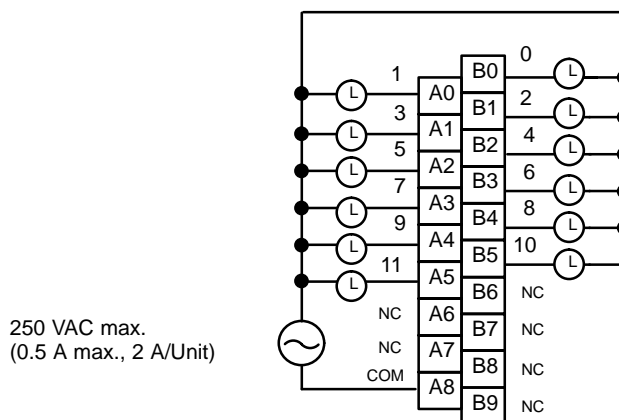 0
L
B0
1
L
A0
2
L
B1
3
L
A1
4
L
B2
5
L
A2
6
L
B3
7
L
A3
8
L
B4
9
L
A4
10
L
B5
11
L
A5
NC
B6
NC
A6
NC
B7
NC
A7
NC
B8
COM
A8
NC
B9
250 VAC max.
(0.5 A max., 2 A/Unit)